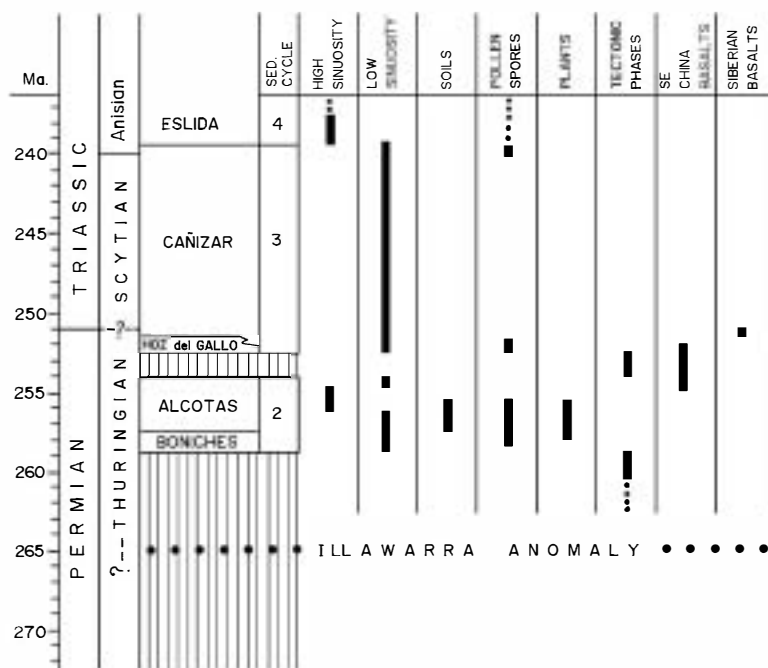 Ma.
SED. CYCLE
HIGH SINUOSITY
LOW SINUOSITY
SOILS
POLLEN SPORES
PLANTS
TECTONIC PHASES
SE CHINA BASALTS
SIBERIAN BASALTS
240
245
250
255
260
265
270
TRIASSIC
PERMIAN
Anisian
SCYTIAN
-?-
?--THURINGIAN
ESLIDA
4
CAÑIZAR
3
HOZ del GALLO
ALCOTAS
2
BONICHES
ILLAWARRA ANOMALY